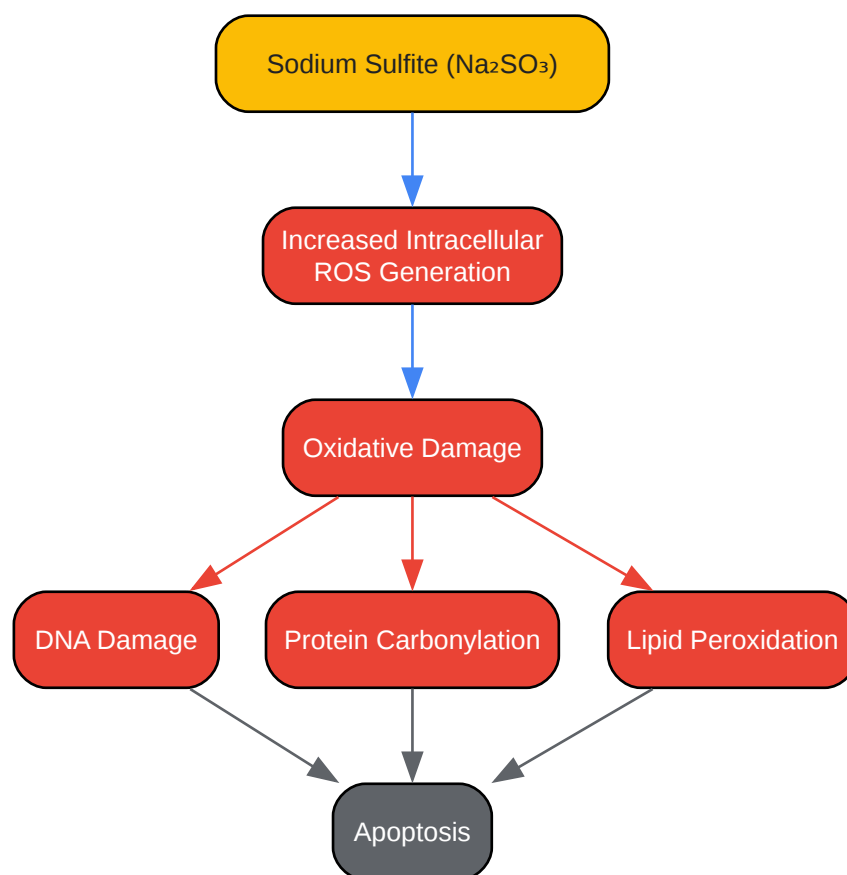 Sodium Sulfite (Na₂SO₃)
Increased Intracellular
ROS Generation
Oxidative Damage
DNA Damage
Protein Carbonylation
Lipid Peroxidation
Apoptosis